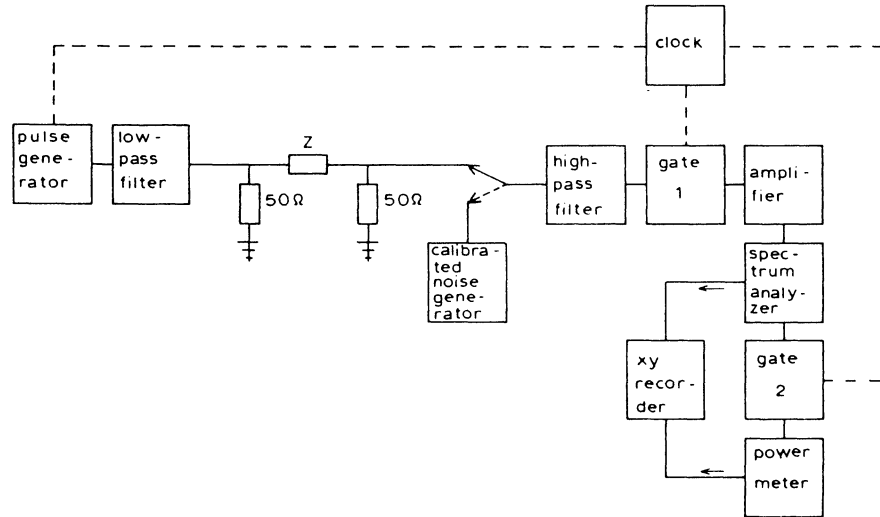 clock
pulse
gene-
rator
low-
pass
filter
Z
50Ω
50Ω
high-
pass
filter
gate
1
ampli-
fier
calibra-
ted
noise
gene-
rator
spec-
trum
analy-
zer
xy
recor-
der
gate
2
power
meter